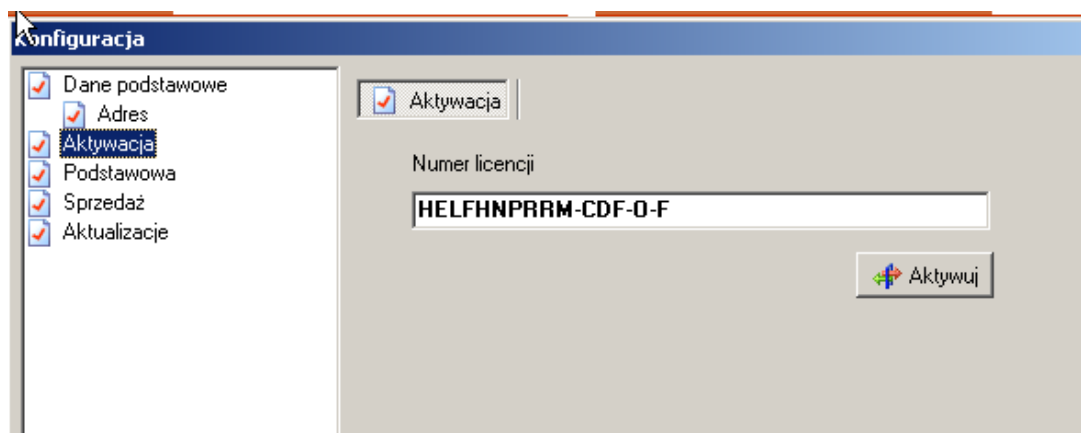 Konfiguracja
Dane podstawowe
Adres
Aktywacja
Podstawowa
Sprzedaż
Aktualizacje
Aktywacja
Numer licencji
HELFHNPRRM-CDF-O-F
Aktywuj